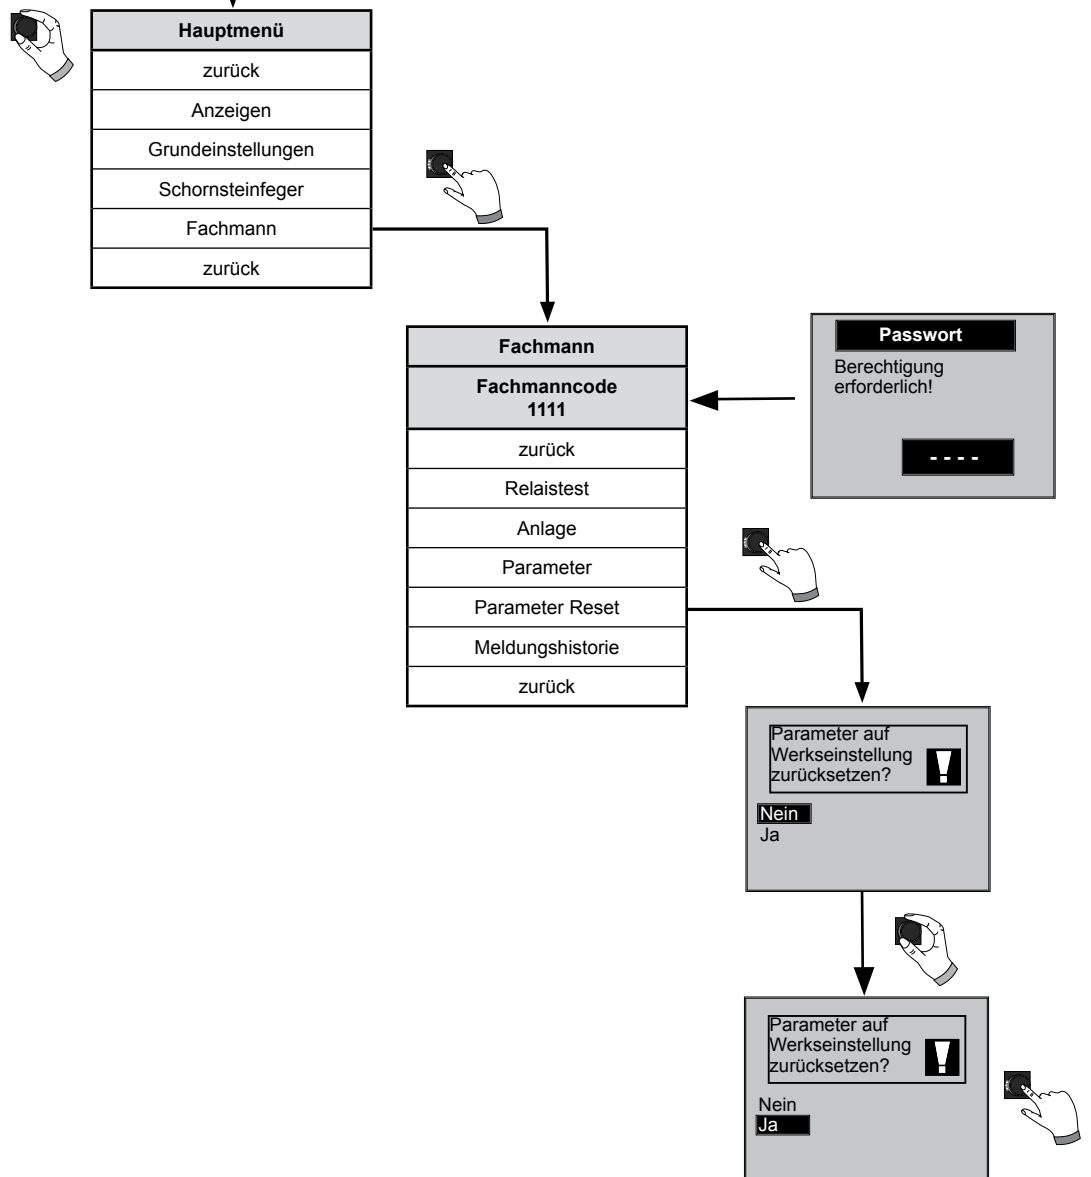 Hauptmenü
zurück
Anzeigen
Grundeinstellungen
Schornsteinfeger
Fachmann
zurück
Fachmann
Fachmanncode
1111
zurück
Relaistest
Anlage
Parameter
Parameter Reset
Meldungshistorie
zurück
Passwort
Berechtigung
erforderlich!
- - - -
Parameter auf
Werkseinstellung
zurücksetzen?
Nein
Ja
Parameter auf
Werkseinstellung
zurücksetzen?
Nein
Ja